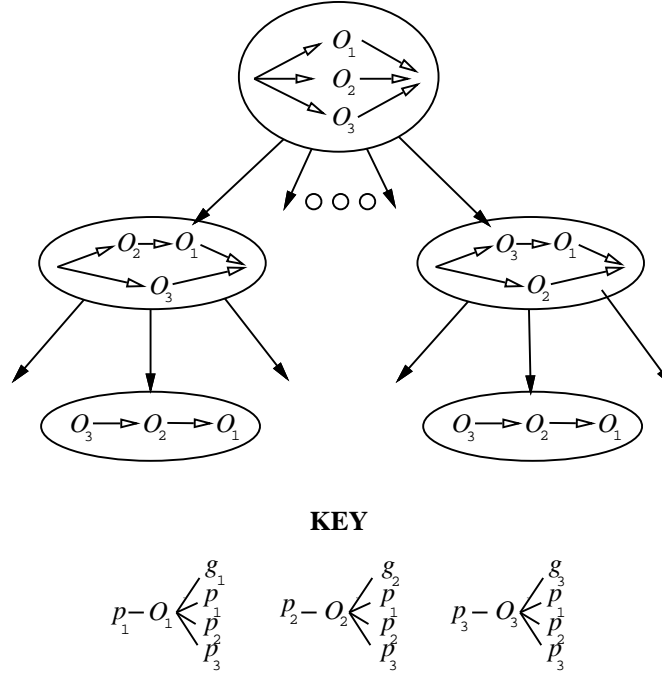 O1
O2
O3
O2 O1
O3
O3 O1
O2
O3 O2 O1
O3 O2 O1
KEY
g1 g2 g3
p1 O1 p1 p2 O2 p1 p3 O3 p1
p2 p2 p2
p3 p3 p3